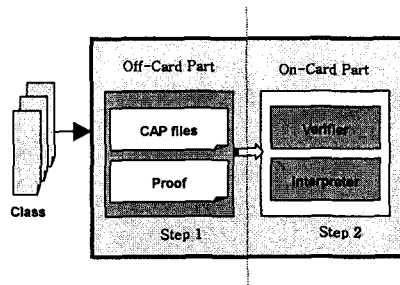 Off-Card Part
On-Card Part
CAP files
Verifier
Proof
Interpreter
Class
Step 1
Step 2